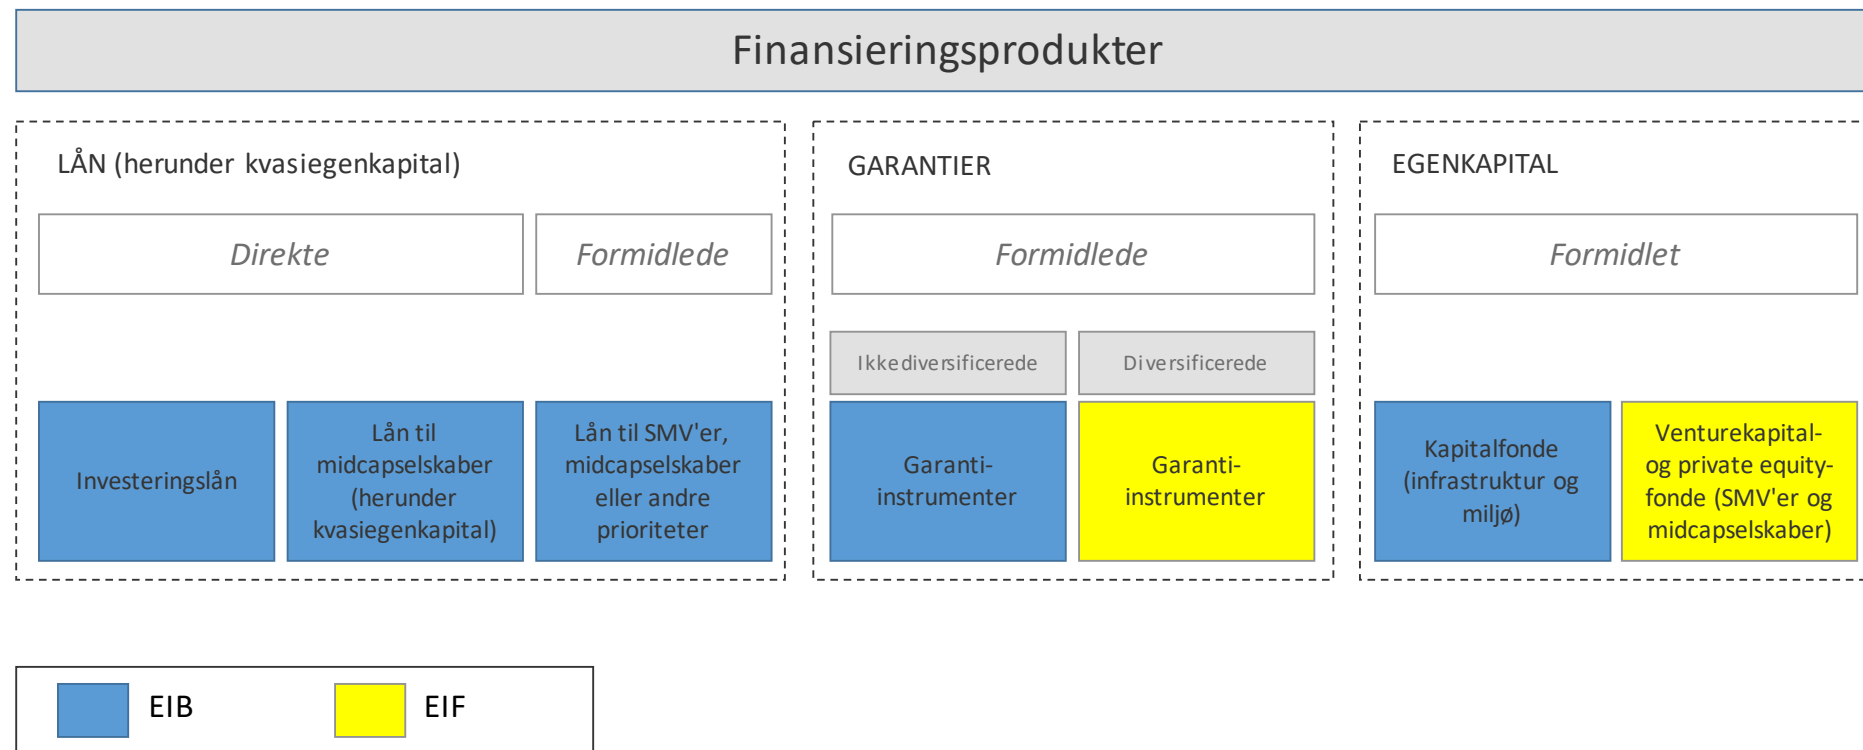 Finansieringsprodukter
LÅN (herunder kvasiegenkapital)
Direkte
Formidlede
Investeringslån
Lån til
midcapselskaber
(herunder
kvasiegenkapital)
Lån til SMV'er,
midcapselskaber
eller andre
prioriteter
GARANTIER
Formidlede
Ikkediversificerede
Diversificerede
Garanti-
instrumenter
Garanti-
instrumenter
EGENKAPITAL
Formidlet
Kapitalfonde
(infrastruktur og
miljø)
Venturekapital-
og private equity-
fonde (SMV'er og
midcapselskaber)
EIB
EIF